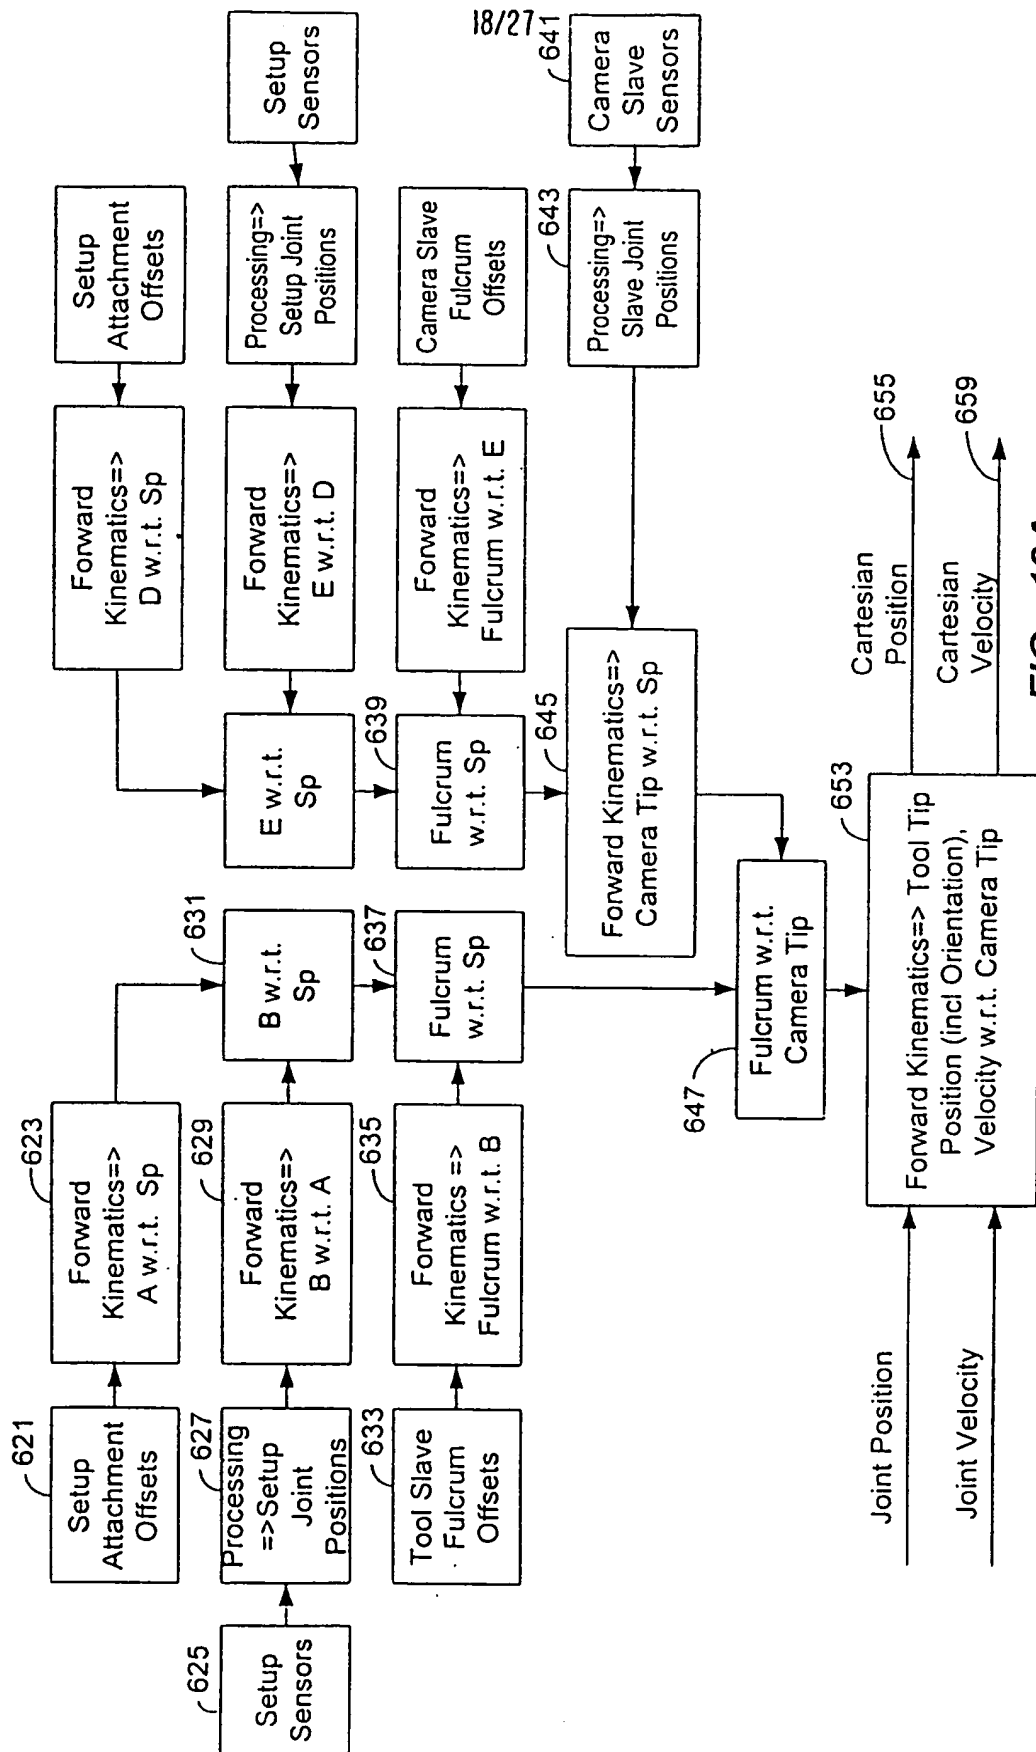 18/27
621
Setup
Attachment
Offsets
623
Forward
Kinematics=>
A w.r.t. Sp
Forward
Kinematics=>
D w.r.t. Sp
Setup
Attachment
Offsets
625
Setup
Sensors
627
Processing
=>Setup
Joint
Positions
629
Forward
Kinematics=>
B w.r.t. A
631
B w.r.t.
Sp
E w.r.t.
Sp
Forward
Kinematics=>
E w.r.t. D
Processing=>
Setup Joint
Positions
Setup
Sensors
633
Tool Slave
Fulcrum
Offsets
635
Forward
Kinematics =>
Fulcrum w.r.t. B
637
Fulcrum
w.r.t. Sp
639
Fulcrum
w.r.t. Sp
Forward
Kinematics=>
Fulcrum w.r.t. E
Camera Slave
Fulcrum
Offsets
645
Forward Kinematics=>
Camera Tip w.r.t. Sp
643
Processing=>
Slave Joint
Positions
641
Camera
Slave
Sensors
647
Fulcrum w.r.t.
Camera Tip
Joint Position
Joint Velocity
653
Forward Kinematics=> Tool Tip
Position (incl Orientation),
Velocity w.r.t. Camera Tip
Cartesian
Position
655
Cartesian
Velocity
659